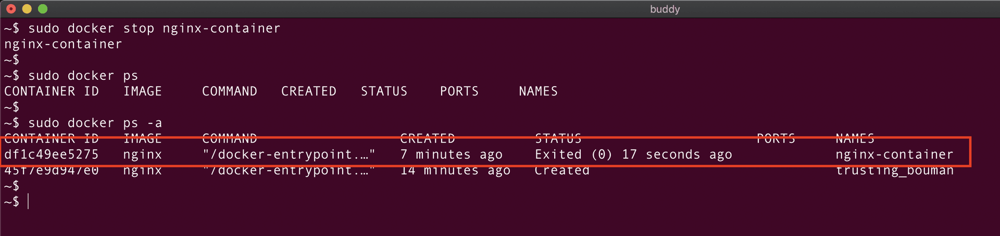 buddy
~$ sudo docker stop nginx-container
nginx-container
~$
~$ sudo docker ps
CONTAINER ID   IMAGE     COMMAND   CREATED   STATUS    PORTS     NAMES
~$
~$ sudo docker ps -a
CONTAINER ID   IMAGE     COMMAND                  CREATED          STATUS                      PORTS     NAMES
df1c49ee5275   nginx     "/docker-entrypoint.…"   7 minutes ago    Exited (0) 17 seconds ago             nginx-container
45f7e9d947e0   nginx     "/docker-entrypoint.…"   14 minutes ago   Created                               trusting_bouman
~$
~$